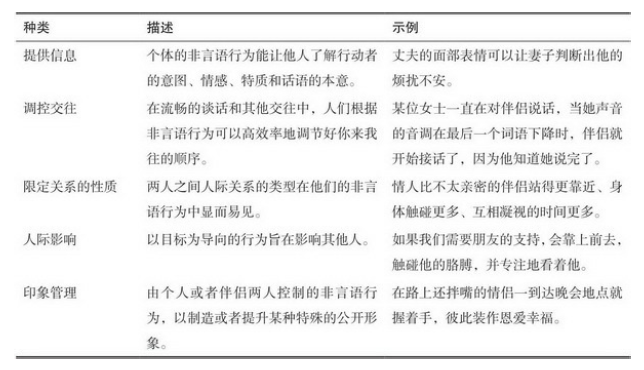 种类 描述 示例
提供信息 个体的非言语行为能让他人了解行动者 丈夫的面部表情可以让妻子判断出他的
的意图、情感、特质和话语的本意。 烦扰不安。
调控交往 在流畅的谈话和其他交往中，人们根据 某位女士一直在对伴侣说话，当她声音
非言语行为可以高效率地调节好你来我 的音调在最后一个词语下降时，伴侣就
往的顺序。 开始接话了，因为他知道她说完了。
限定关系的性质 两人之间人际关系的类型在他们的非言 情人比不太亲密的伴侣站得更靠近、身
语行为中显而易见。 体触碰更多、互相凝视的时间更多。
人际影响 以目标为导向的行为旨在影响其他人。 如果我们需要朋友的支持，会靠上前去，
触碰他的胳膊，并专注地看着他。
印象管理 由个人或者伴侣两人控制的非言语行 在路上还拌嘴的情侣一到达晚会地点就
为，以制造或者提升某种特殊的公开形 握着手，彼此装作恩爱幸福。
象。